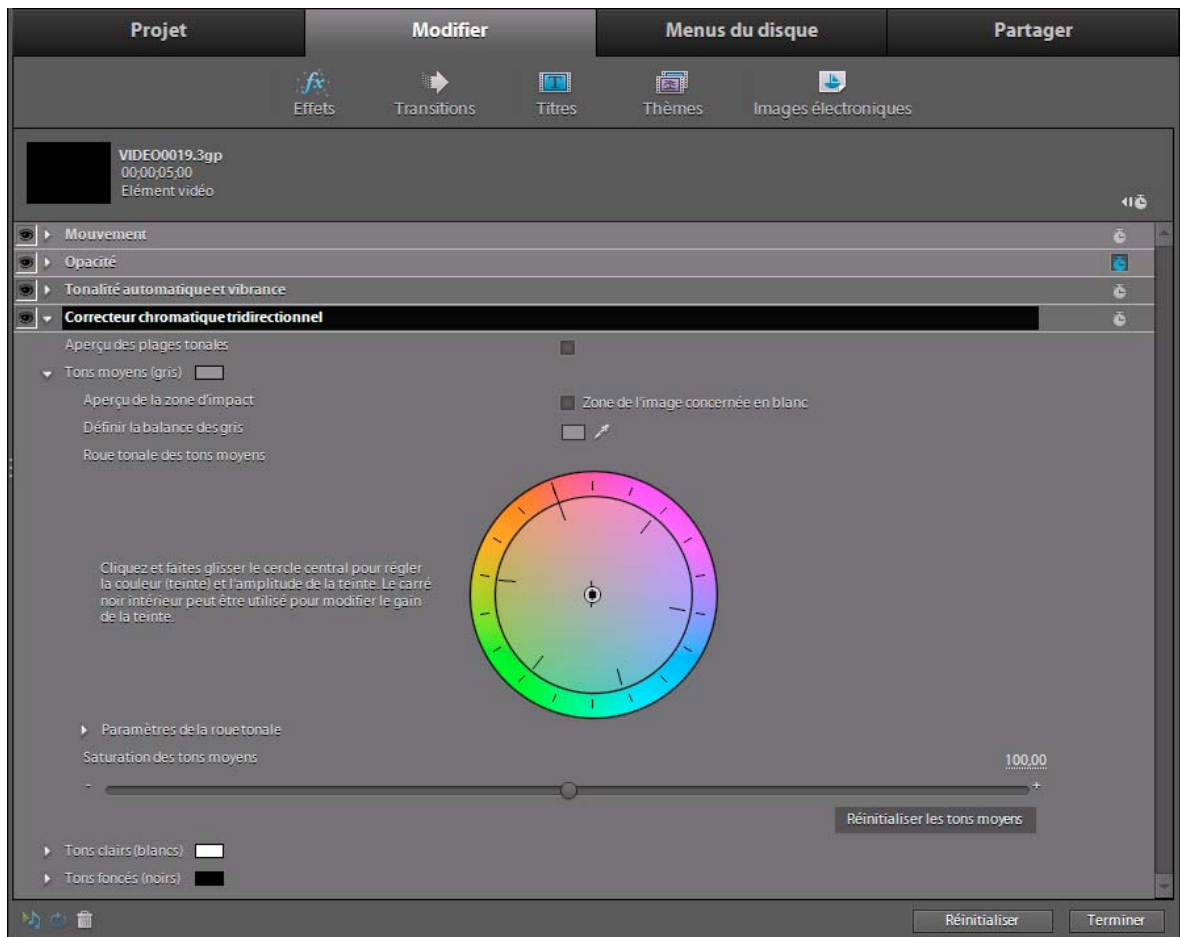 Projet
Modifier
Menus du disque
Partager
fx
Effets
Transitions
T
Titres
Thèmes
Images électroniques
VIDEO0019.3gp
00;00;05;00
Elément vidéo
Mouvement
Opacité
Tonalité automatique et vibrance
Correcteur chromatique tridirectionnel
Aperçu des plages tonales
Tons moyens (gris)
Aperçu de la zone d'impact
Zone de l'image concernée en blanc
Définir la balance des gris
Roue tonale des tons moyens
Cliquez et faites glisser le cercle central pour régler
la couleur (teinte) et l'amplitude de la teinte. Le carré
noir intérieur peut être utilisé pour modifier le gain
de la teinte.
Paramètres de la roue tonale
Saturation des tons moyens
100,00
- +
Réinitialiser les tons moyens
Tons clairs (blancs)
Tons foncés (noirs)
Réinitialiser
Terminer